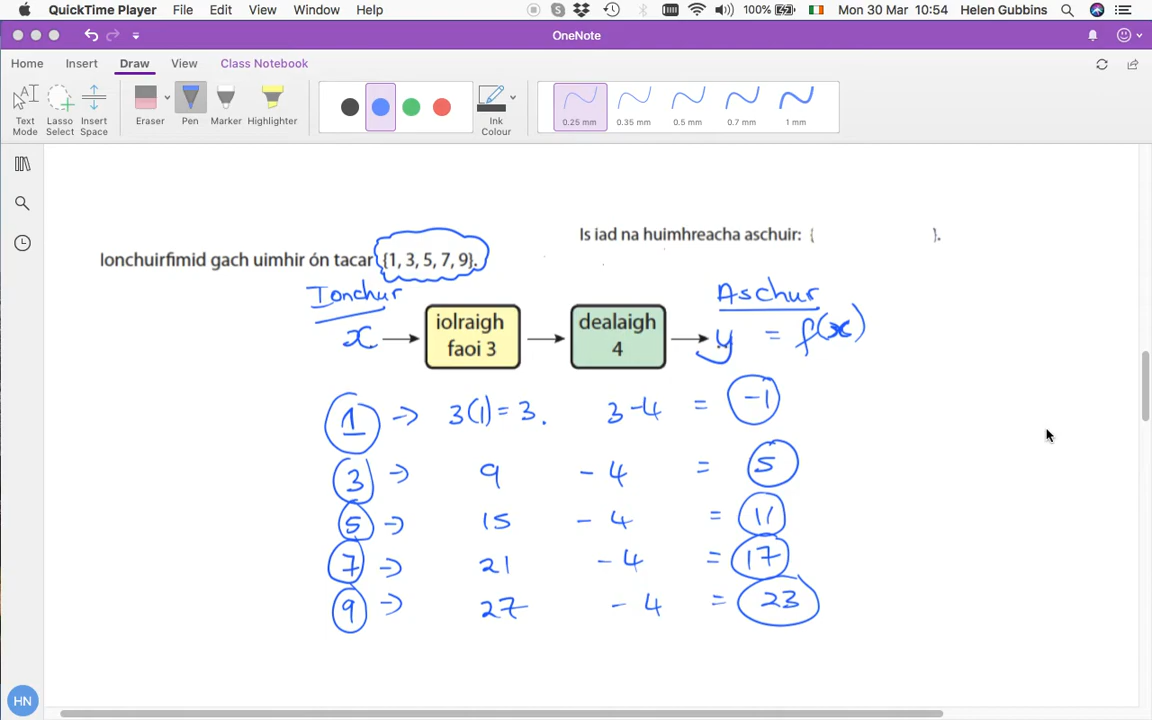 QuickTime Player File Edit View Window Help 100% Mon 30 Mar 10:54 Helen Gubbins
OneNote
Home Insert Draw View Class Notebook
Text Mode Lasso Select Insert Space Eraser Pen Marker Highlighter Ink Colour 0.25 mm 0.35 mm 0.5 mm 0.7 mm 1 mm
Is iad na huimhreacha aschuir: { }.
Ionchuirfimid gach uimhir ón tacar {1, 3, 5, 7, 9}.
Ionchur Aschur
x → iolraigh faoi 3 → dealaigh 4 → y = f(x)
1 → 3(1) = 3. 3 - 4 = -1
3 → 9 - 4 = 5
5 → 15 - 4 = 11
7 → 21 - 4 = 17
9 → 27 - 4 = 23
HN